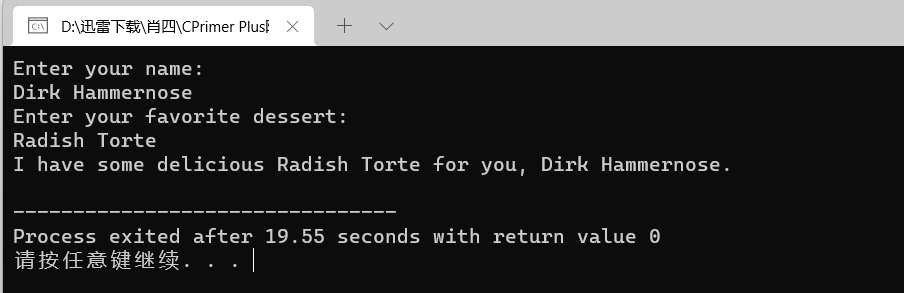 D:\迅雷下载\肖四\CPrimer Plus
Enter your name:
Dirk Hammernose
Enter your favorite dessert:
Radish Torte
I have some delicious Radish Torte for you, Dirk Hammernose.
--------------------------------
Process exited after 19.55 seconds with return value 0
请按任意键继续. . .